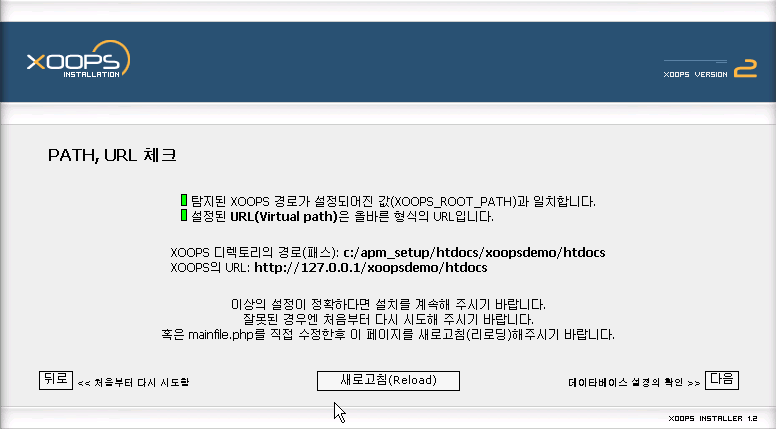 XOOPS
INSTALLATION
XOOPS VERSION 2
PATH, URL 체크
탐지된 XOOPS 경로가 설정되어진 값(XOOPS_ROOT_PATH)과 일치합니다.
설정된 URL(Virtual path)은 올바른 형식의 URL입니다.
XOOPS 디렉토리의 경로(패스): c:/apm_setup/htdocs/xoopsdemo/htdocs
XOOPS의 URL: http://127.0.0.1/xoopsdemo/htdocs
이상의 설정이 정확하다면 설치를 계속해 주시기 바랍니다.
잘못된 경우엔 처음부터 다시 시도해 주시기 바랍니다.
혹은 mainfile.php를 직접 수정한후 이 페이지를 새로고침(리로딩)해주시기 바랍니다.
뒤로 << 처음부터 다시 시도함 새로고침(Reload) 데이타베이스 설정의 확인 >> 다음
XOOPS INSTALLER 1.2